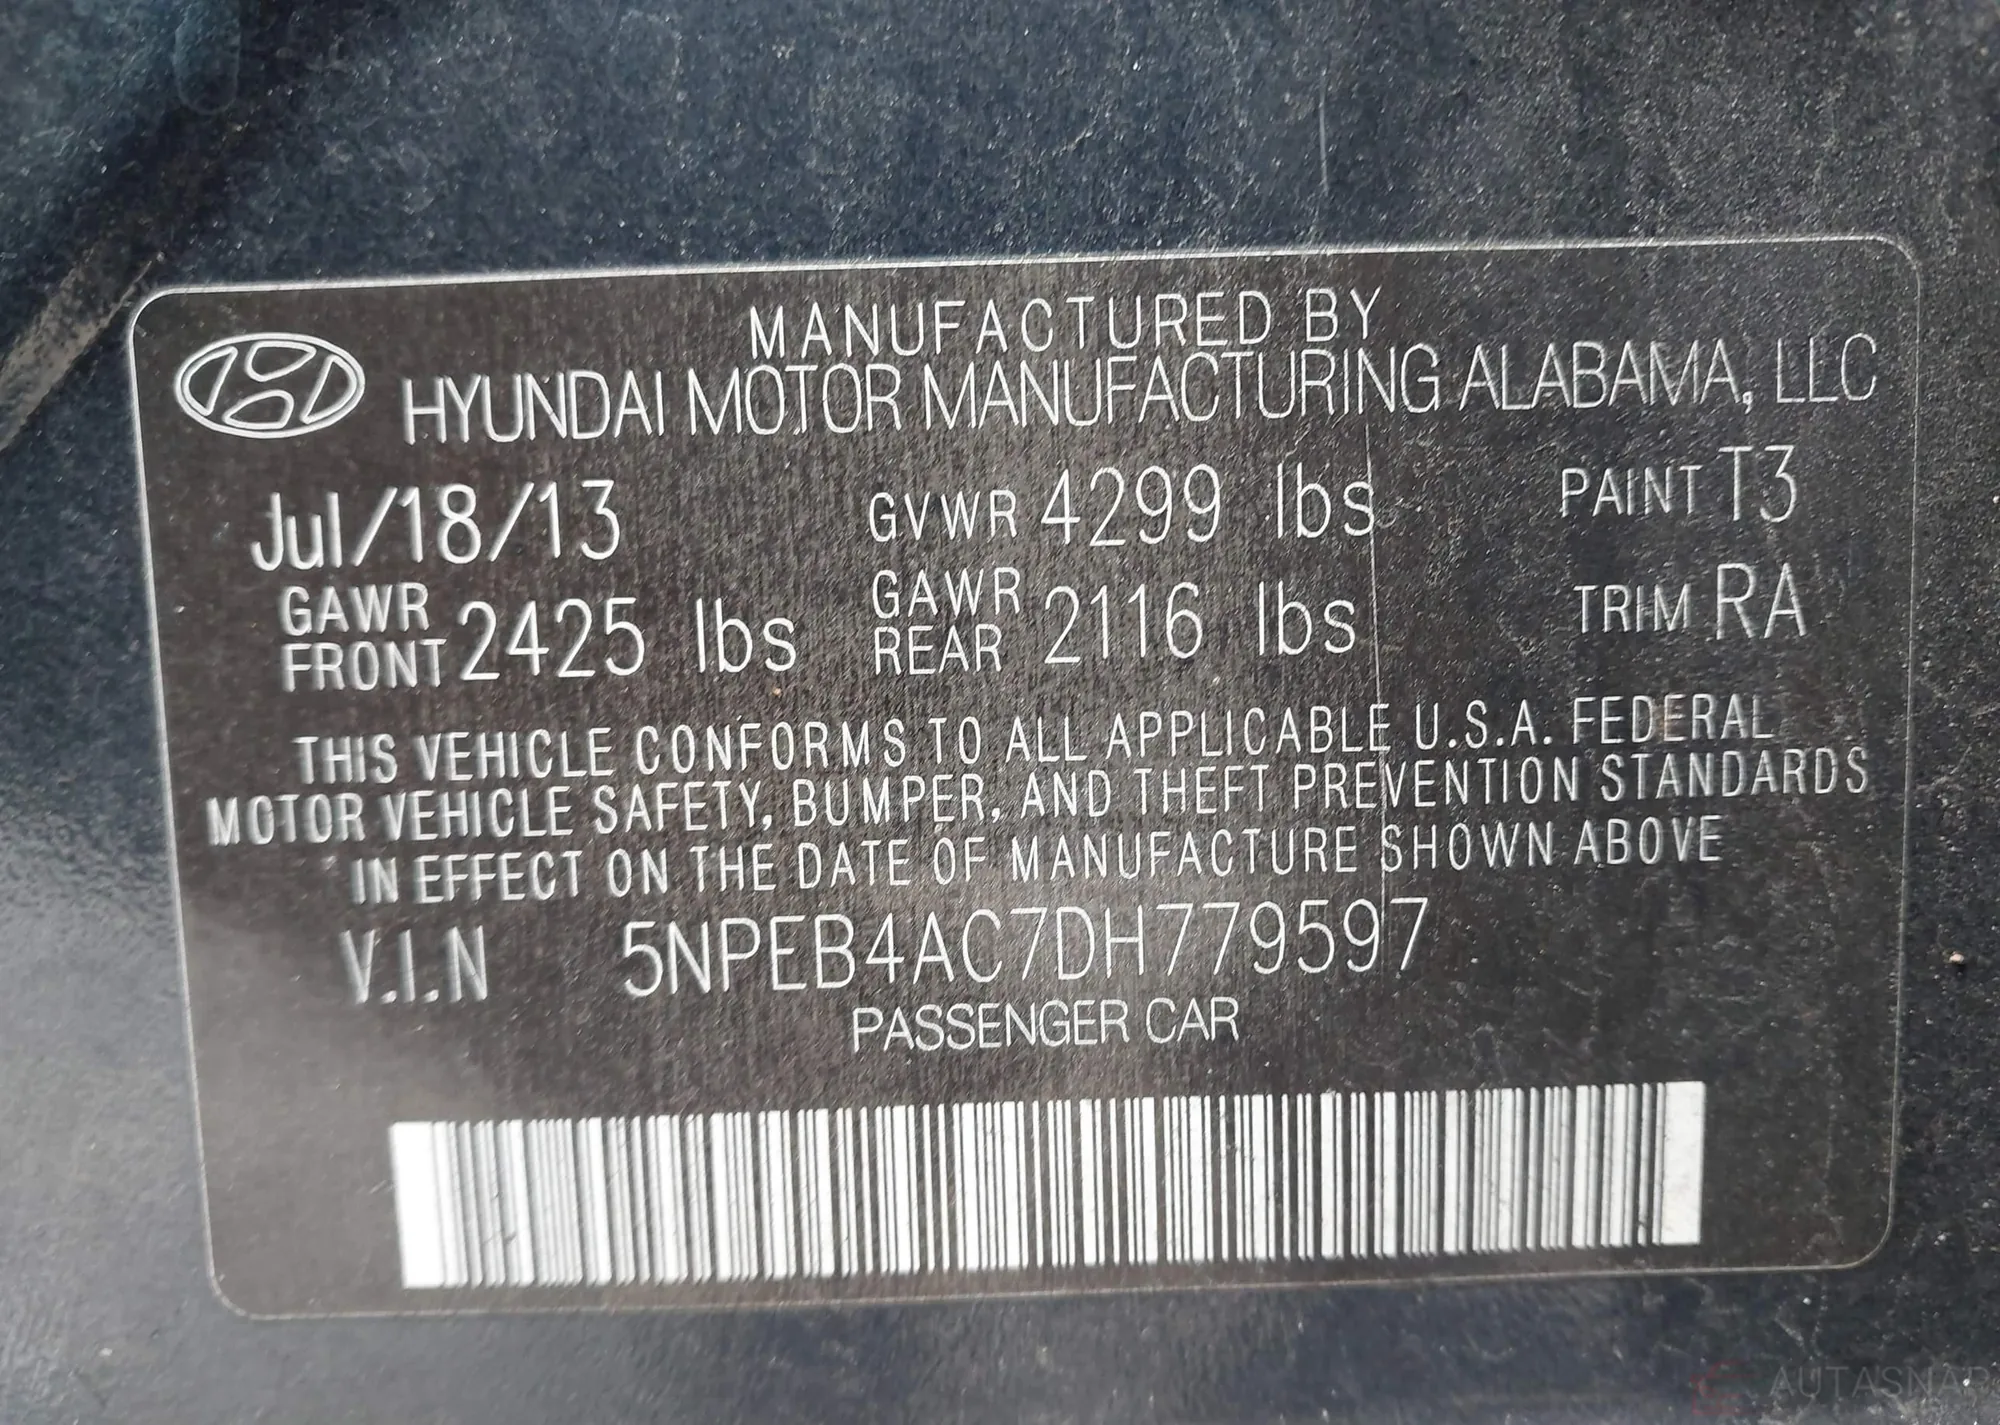 MANUFACTURED BY
HYUNDAI MOTOR MANUFACTURING ALABAMA, LLC
Jul/18/13 GVWR 4299 lbs PAINT T3
GAWR FRONT 2425 lbs GAWR REAR 2116 lbs TRIM RA
THIS VEHICLE CONFORMS TO ALL APPLICABLE U.S.A. FEDERAL
MOTOR VEHICLE SAFETY, BUMPER, AND THEFT PREVENTION STANDARDS
IN EFFECT ON THE DATE OF MANUFACTURE SHOWN ABOVE
V.I.N 5NPEB4AC7DH779597
PASSENGER CAR
AUTASNAP